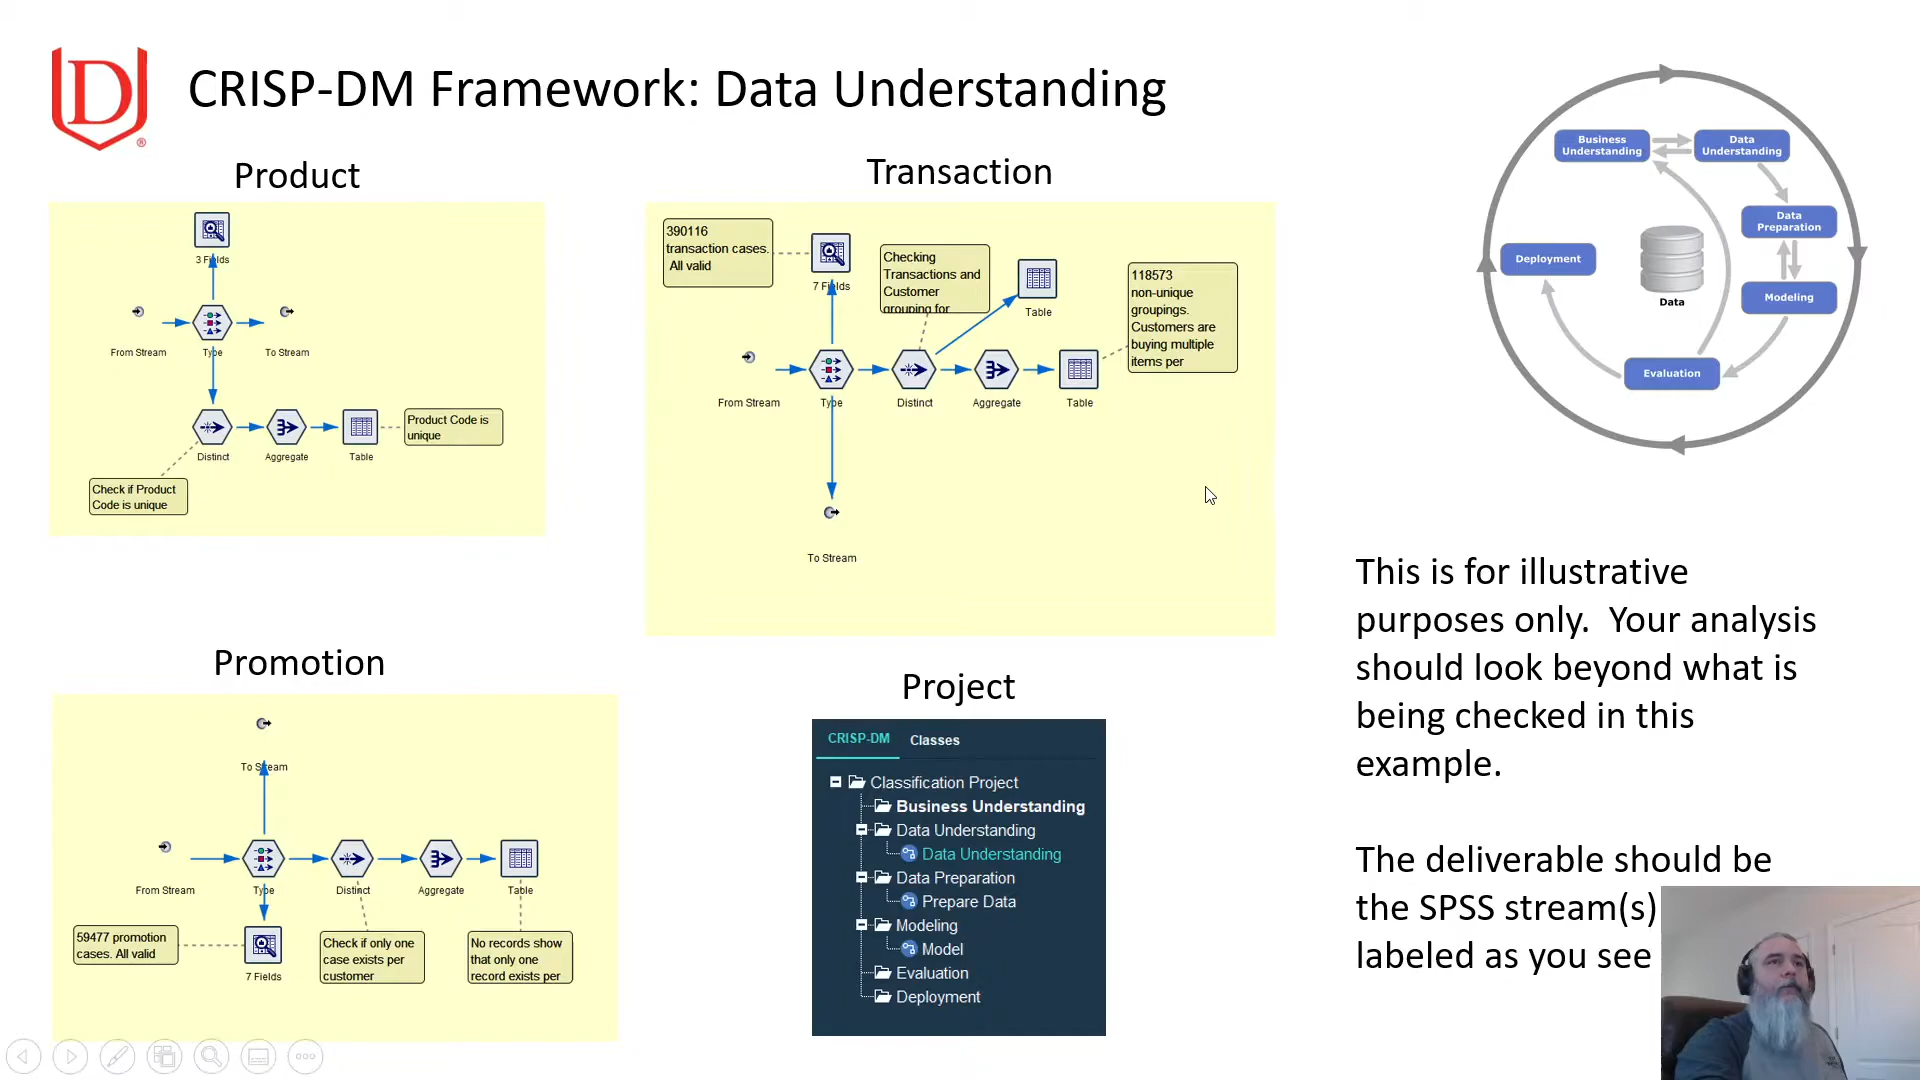 D
®
CRISP-DM Framework: Data Understanding
Product
3 Fields
From Stream
Type
To Stream
Distinct
Aggregate
Table
Product Code is
unique
Check if Product
Code is unique
Transaction
390116
transaction cases.
All valid
7 Fields
Checking
Transactions and
Customer
grouping for
Table
118573
non-unique
groupings.
Customers are
buying multiple
items per
From Stream
Type
Distinct
Aggregate
Table
To Stream
Business
Understanding
Data
Understanding
Data
Preparation
Deployment
Data
Modeling
Evaluation
Promotion
To Stream
From Stream
Type
Distinct
Aggregate
Table
59477 promotion
cases. All valid
7 Fields
Check if only one
case exists per
customer
No records show
that only one
record exists per
Project
CRISP-DM
Classes
Classification Project
Business Understanding
Data Understanding
Data Understanding
Data Preparation
Prepare Data
Modeling
Model
Evaluation
Deployment
This is for illustrative
purposes only. Your analysis
should look beyond what is
being checked in this
example.
The deliverable should be
the SPSS stream(s)
labeled as you see